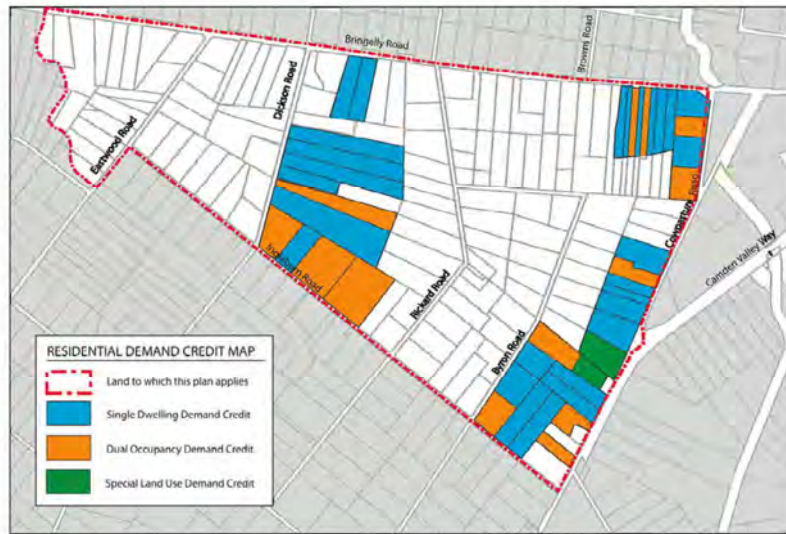 Bringelly Road
Browns Road
Dickson Road
Eastwood Road
Cowpasture Road
Camden Valley Way
Ingleburn Road
Rickard Road
Byron Road
RESIDENTIAL DEMAND CREDIT MAP
Land to which this plan applies
Single Dwelling Demand Credit
Dual Occupancy Demand Credit
Special Land Use Demand Credit